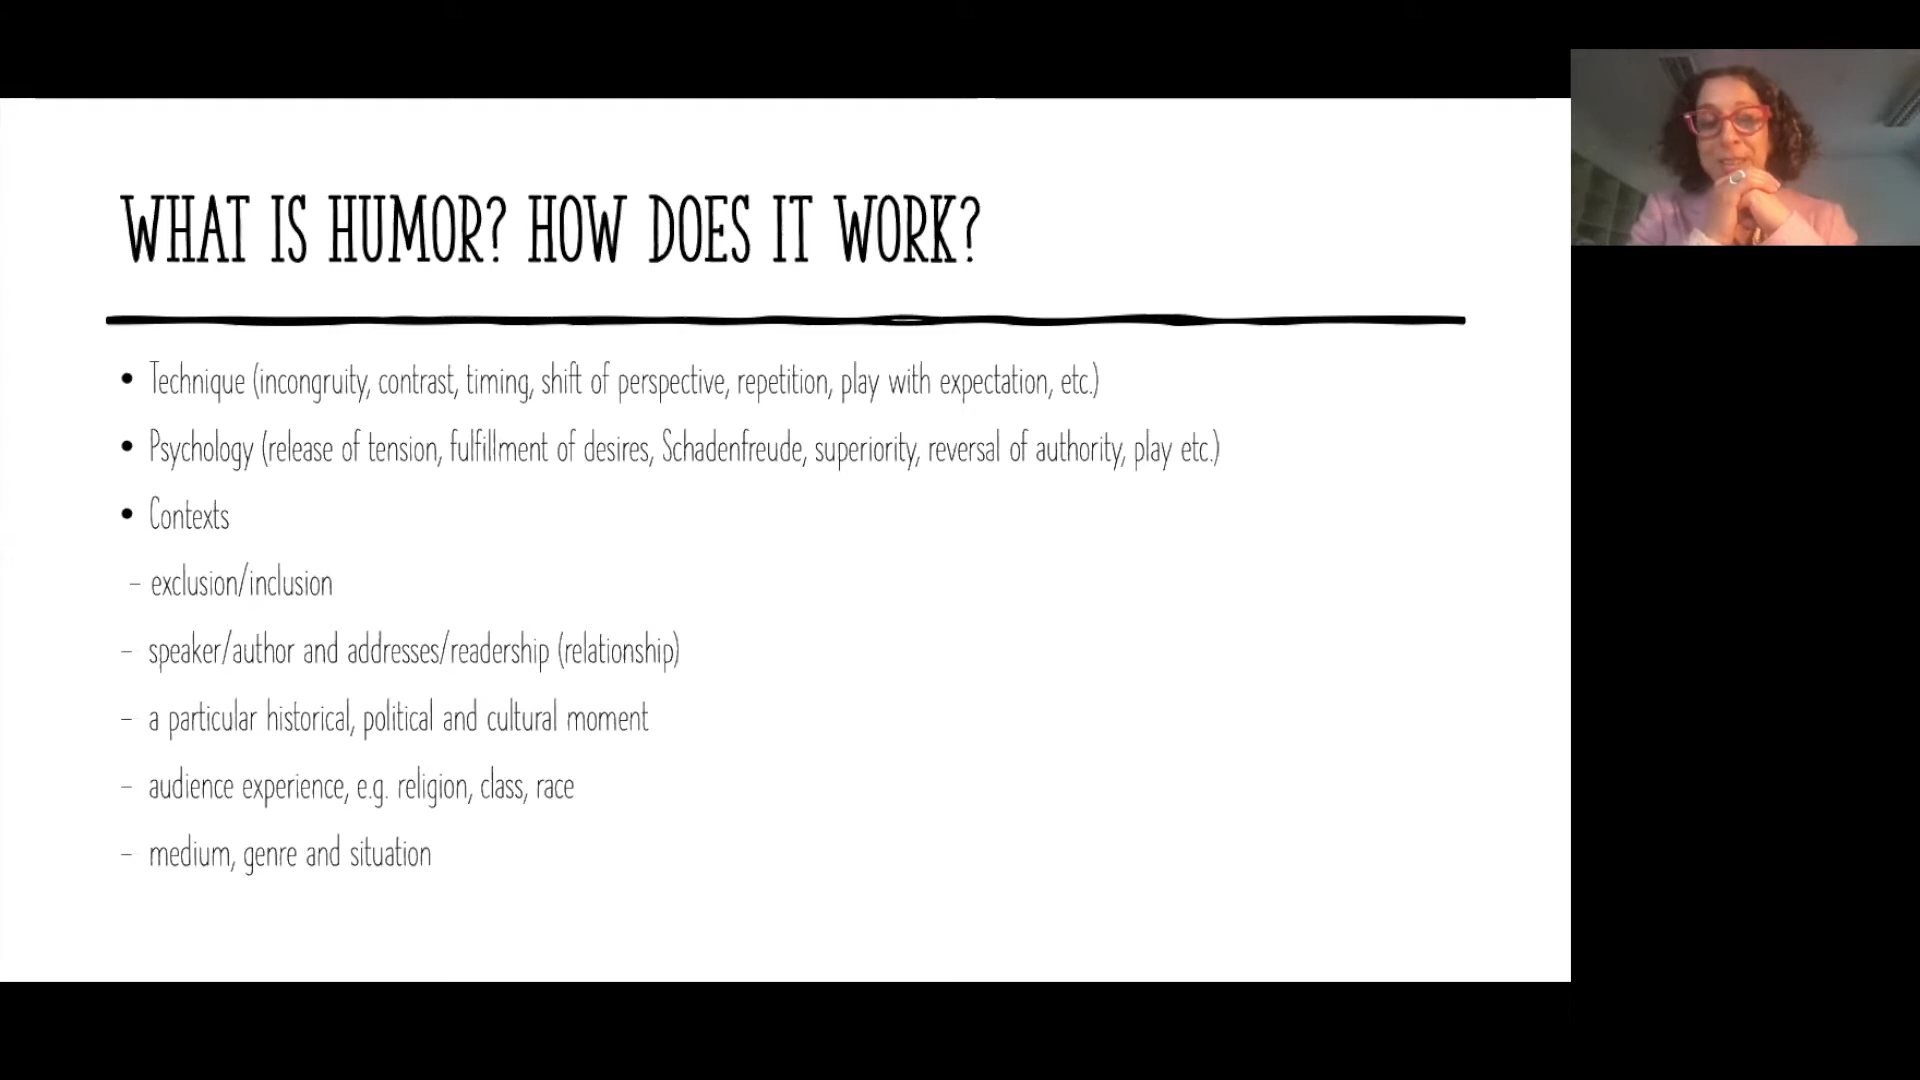 WHAT IS HUMOR? HOW DOES IT WORK?
• Technique (incongruity, contrast, timing, shift of perspective, repetition, play with expectation, etc.)
• Psychology (release of tension, fulfillment of desires, Schadenfreude, superiority, reversal of authority, play etc.)
• Contexts
– exclusion/inclusion
– speaker/author and addresses/readership (relationship)
– a particular historical, political and cultural moment
– audience experience, e.g. religion, class, race
– medium, genre and situation